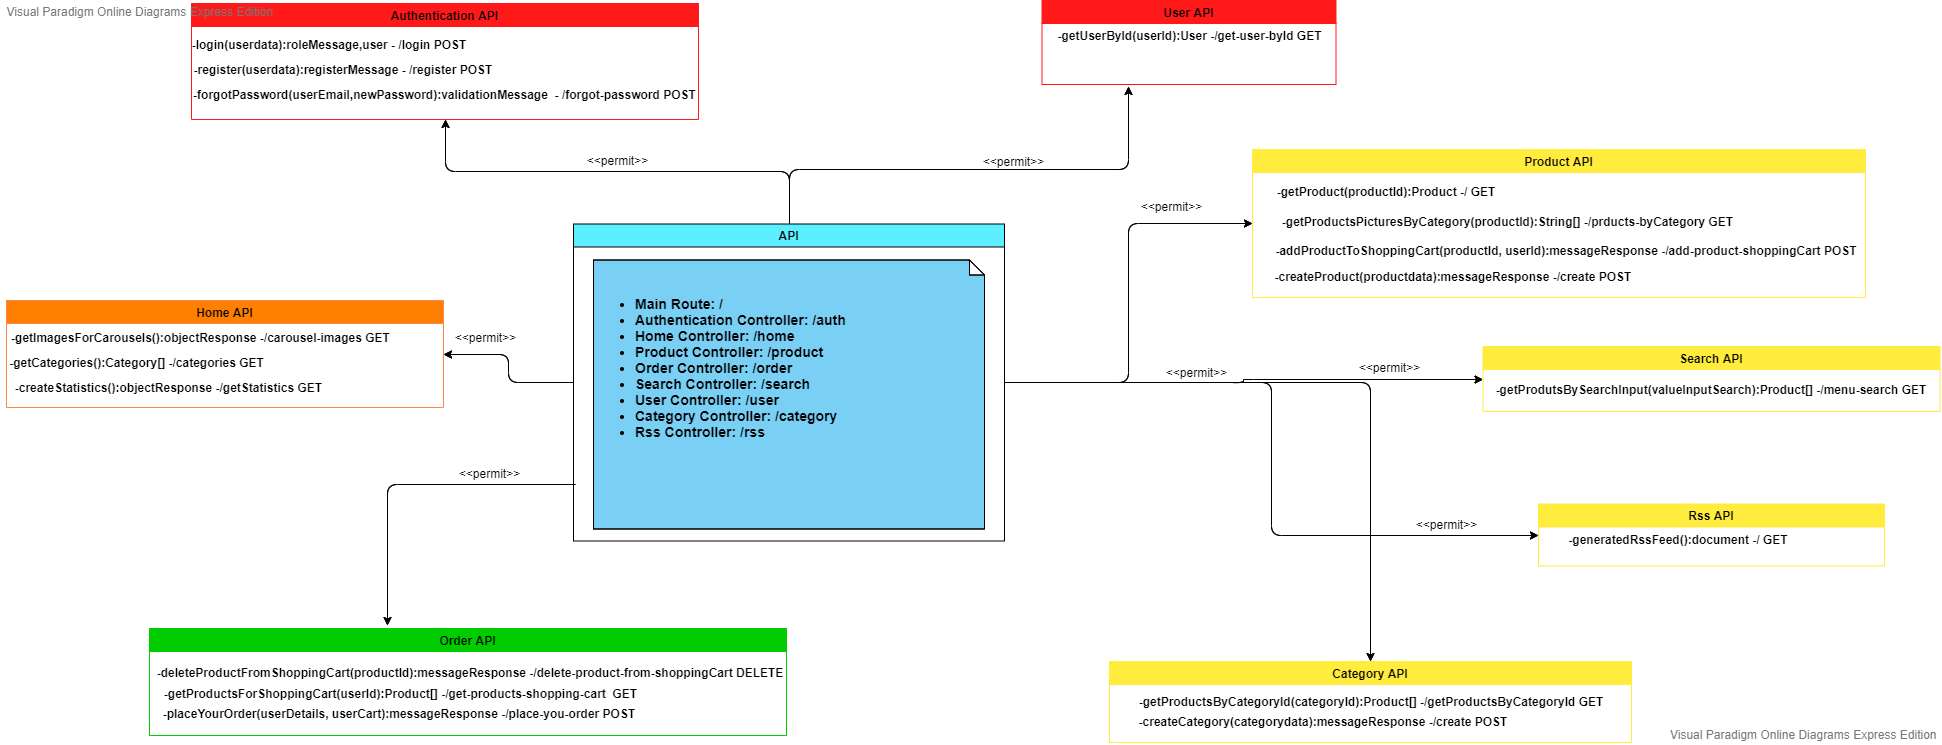 Visual Paradigm Online Diagrams Express Edition
Authentication API
-login(userdata):roleMessage,user - /login POST
-register(userdata):registerMessage - /register POST
-forgotPassword(userEmail,newPassword):validationMessage - /forgot-password POST
User API
-getUserById(userId):User -/get-user-byId GET
<<permit>>
<<permit>>
Product API
-getProduct(productId):Product -/ GET
-getProductsPicturesByCategory(productId):String[] -/prducts-byCategory GET
-addProductToShoppingCart(productId, userId):messageResponse -/add-product-shoppingCart POST
-createProduct(productdata):messageResponse -/create POST
<<permit>>
API
• Main Route: /
• Authentication Controller: /auth
• Home Controller: /home
• Product Controller: /product
• Order Controller: /order
• Search Controller: /search
• User Controller: /user
• Category Controller: /category
• Rss Controller: /rss
Home API
-getImagesForCarousels():objectResponse -/carousel-images GET
-getCategories():Category[] -/categories GET
-createStatistics():objectResponse -/getStatistics GET
<<permit>>
<<permit>>
<<permit>>
Search API
-getProdutsBySearchInput(valueInputSearch):Product[] -/menu-search GET
<<permit>>
<<permit>>
Rss API
-generatedRssFeed():document -/ GET
Order API
-deleteProductFromShoppingCart(productId):messageResponse -/delete-product-from-shoppingCart DELETE
-getProductsForShoppingCart(userId):Product[] -/get-products-shopping-cart GET
-placeYourOrder(userDetails, userCart):messageResponse -/place-you-order POST
Category API
-getProductsByCategoryId(categoryId):Product[] -/getProductsByCategoryId GET
-createCategory(categorydata):messageResponse -/create POST
Visual Paradigm Online Diagrams Express Edition